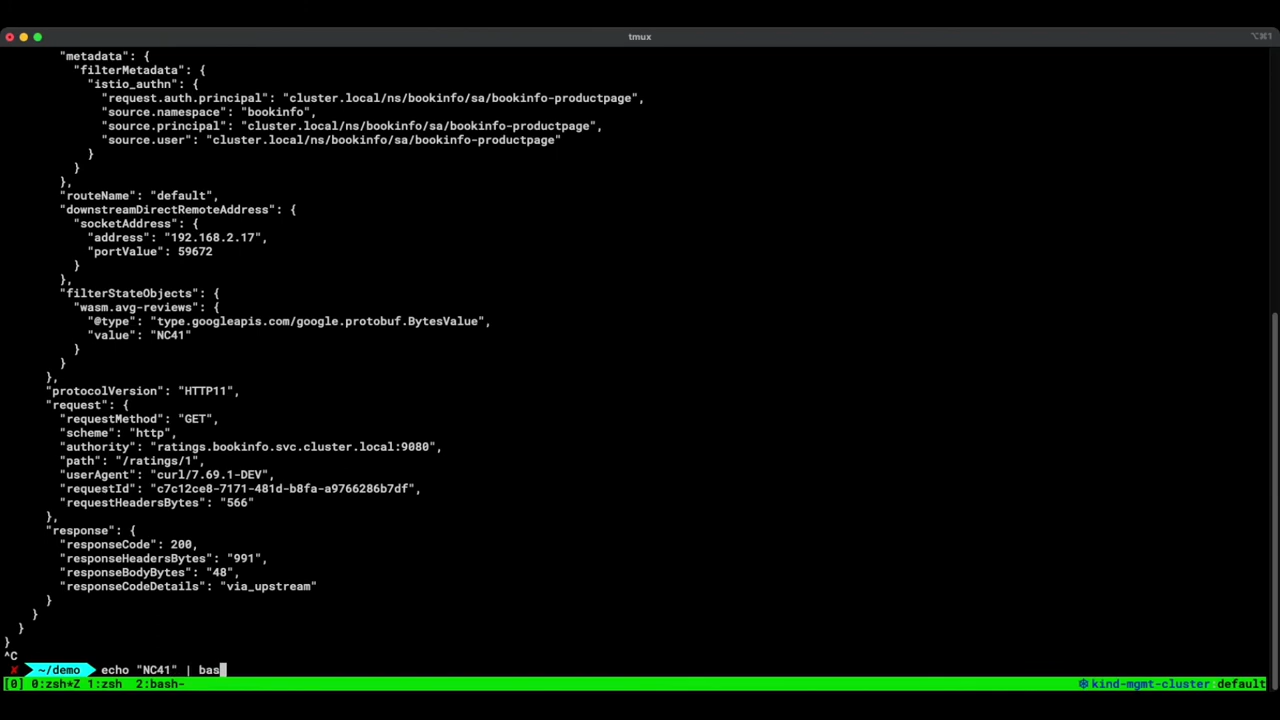 tmux
⌥⌘1
"metadata": {
"filterMetadata": {
"istio_authn": {
"request.auth.principal": "cluster.local/ns/bookinfo/sa/bookinfo-productpage",
"source.namespace": "bookinfo",
"source.principal": "cluster.local/ns/bookinfo/sa/bookinfo-productpage",
"source.user": "cluster.local/ns/bookinfo/sa/bookinfo-productpage"
}
}
},
"routeName": "default",
"downstreamDirectRemoteAddress": {
"socketAddress": {
"address": "192.168.2.17",
"portValue": 59672
}
},
"filterStateObjects": {
"wasm.avg-reviews": {
"@type": "type.googleapis.com/google.protobuf.BytesValue",
"value": "NC41"
}
}
},
"protocolVersion": "HTTP11",
"request": {
"requestMethod": "GET",
"scheme": "http",
"authority": "ratings.bookinfo.svc.cluster.local:9080",
"path": "/ratings/1",
"userAgent": "curl/7.69.1-DEV",
"requestId": "c7c12ce8-7171-481d-b8fa-a9766286b7df",
"requestHeadersBytes": "566"
},
"response": {
"responseCode": 200,
"responseHeadersBytes": "991",
"responseBodyBytes": "48",
"responseCodeDetails": "via_upstream"
}
}
}
}
^C
✘ ~/demo echo "NC41" | bas
[0] 0:zsh*Z 1:zsh 2:bash- ⎈ kind-mgmt-cluster:default